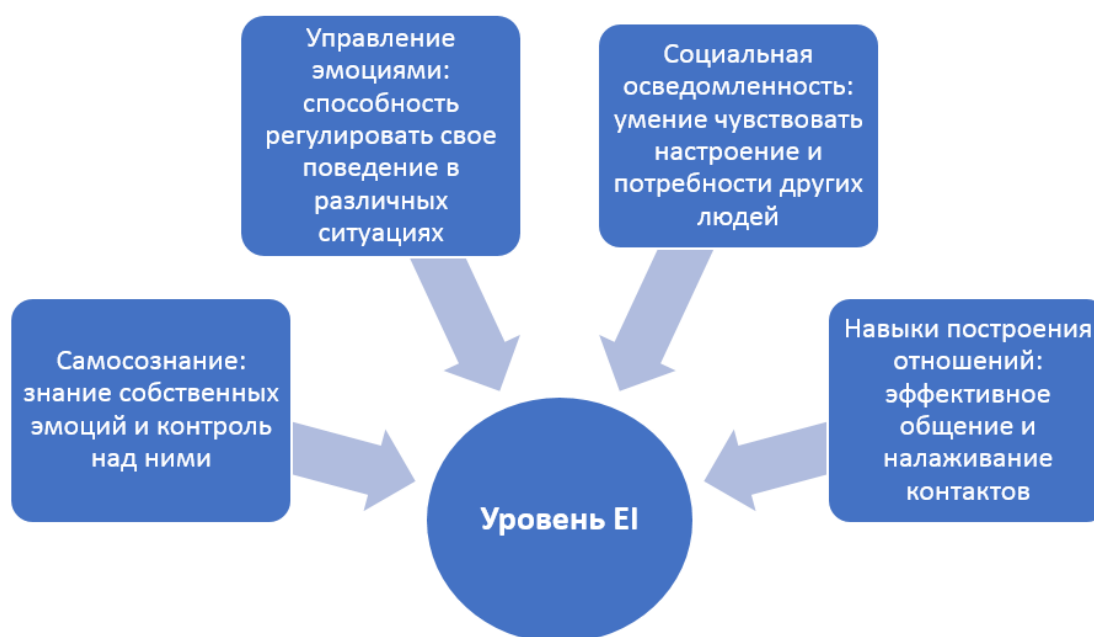 Управление
эмоциями:
способность
регулировать свое
поведение в
различных
ситуациях
Социальная
осведомленность:
умение чувствовать
настроение и
потребности других
людей
Самосознание:
знание собственных
эмоций и контроль
над ними
Навыки построения
отношений:
эффективное
общение и
налаживание
контактов
Уровень EI